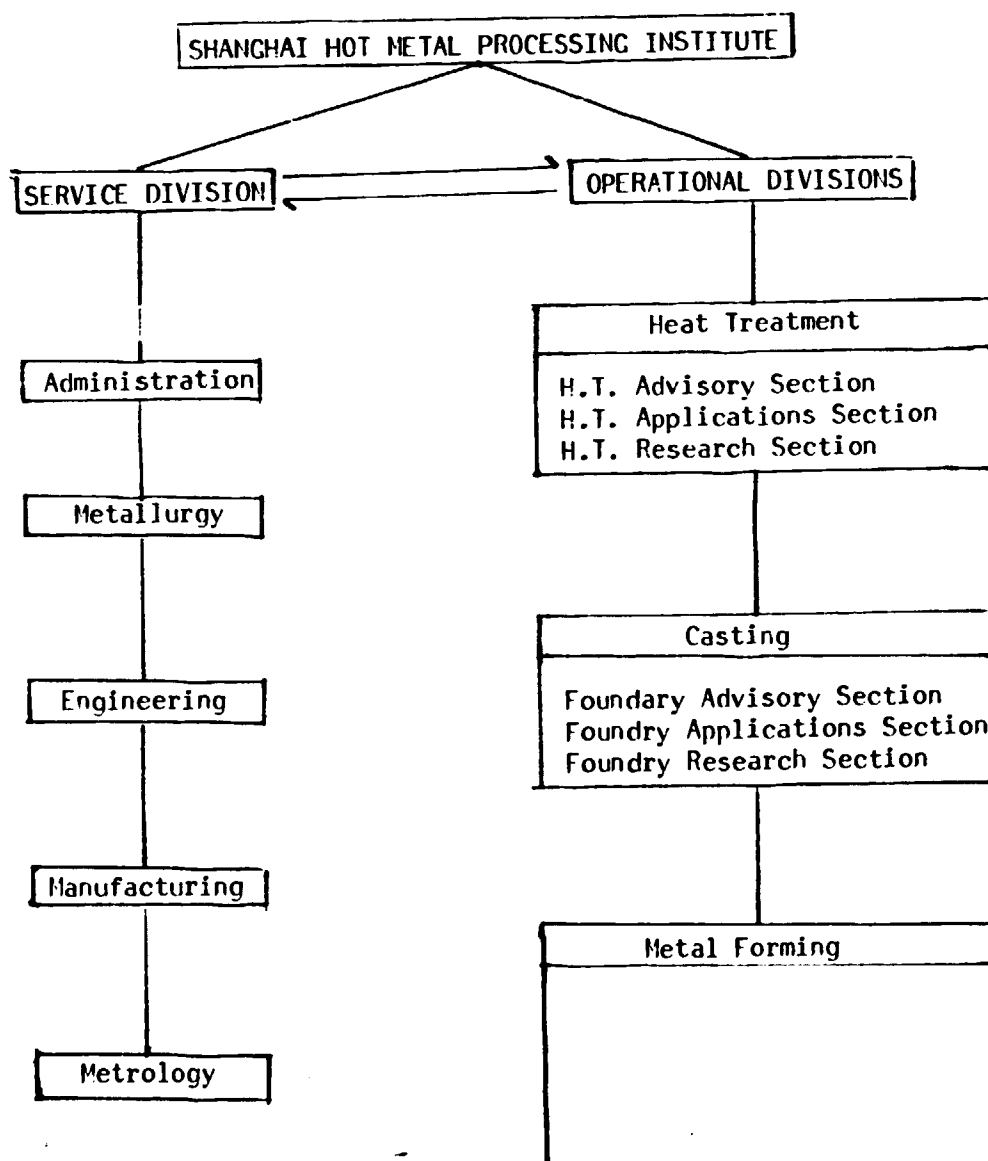 SHANGHAI HOT METAL PROCESSING INSTITUTE
SERVICE DIVISION
OPERATIONAL DIVISIONS
Administration
Metallurgy
Engineering
Manufacturing
Metrology
Heat Treatment
H.T. Advisory Section
H.T. Applications Section
H.T. Research Section
Casting
Foundary Advisory Section
Foundry Applications Section
Foundry Research Section
Metal Forming